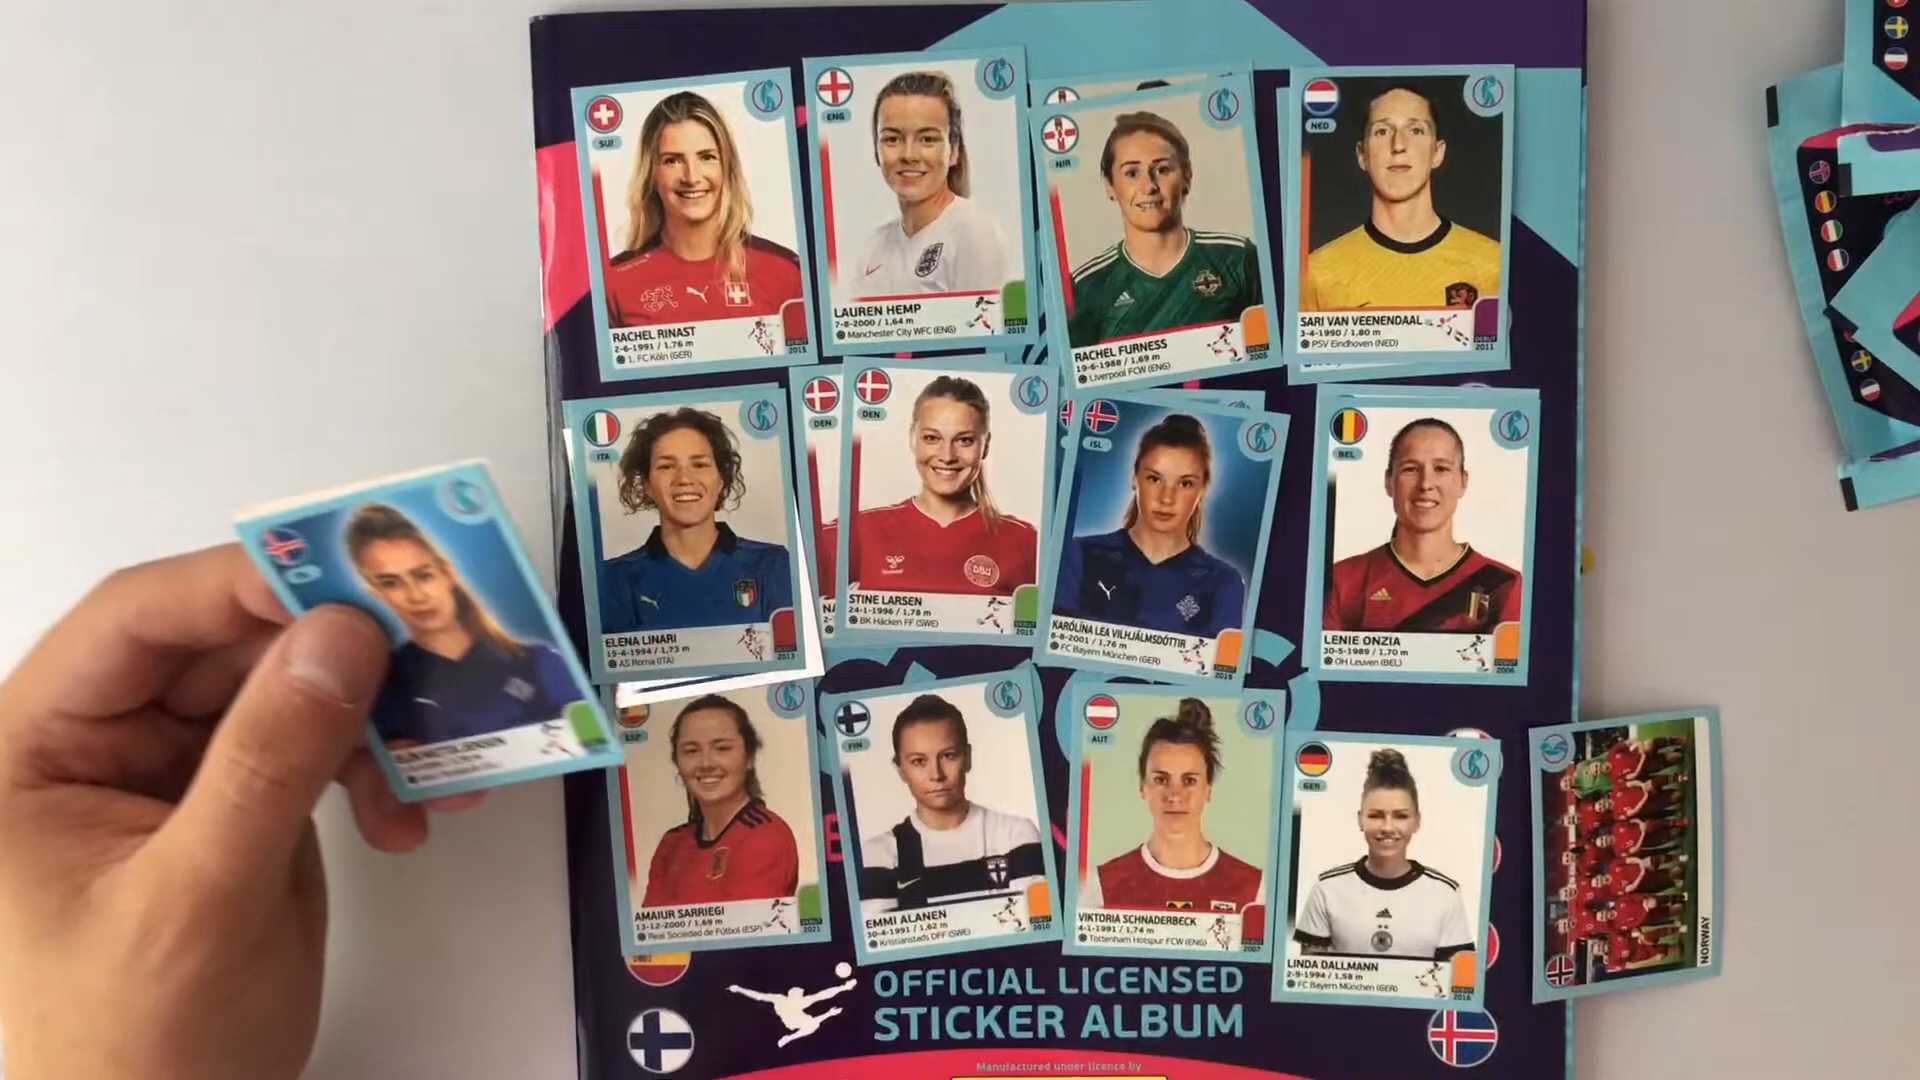 SUI
RACHEL RINAST
2-6-1991 / 1,76 m
1. FC Köln (GER)
DEBUT
2015
ENG
LAUREN HEMP
7-8-2000 / 1,64 m
Manchester City WFC (ENG)
DEBUT
2019
NIR
RACHEL FURNESS
19-6-1988 / 1,69 m
Liverpool FCW (ENG)
DEBUT
2005
NED
SARI VAN VEENENDAAL
3-4-1990 / 1,80 m
PSV Eindhoven (NED)
DEBUT
2011
ITA
ELENA LINARI
15-4-1994 / 1,73 m
AS Roma (ITA)
DEBUT
2013
DEN
NA
2-
DEN
STINE LARSEN
24-1-1996 / 1,78 m
BK Häcken FF (SWE)
DEBUT
2015
ISL
KARÓLÍNA LEA VILHJÁLMSDÓTTIR
8-8-2001 / 1,76 m
FC Bayern München (GER)
DEBUT
2019
BEL
LENIE ONZIA
30-5-1989 / 1,70 m
OH Leuven (BEL)
DEBUT
2006
ESP
AMAIUR SARRIEGI
13-12-2000 / 1,69 m
Real Sociedad de Fútbol (ESP)
DEBUT
2021
FIN
EMMI ALANEN
30-4-1991 / 1,62 m
Kristianstads DFF (SWE)
DEBUT
2010
AUT
VIKTORIA SCHNADERBECK
4-1-1991 / 1,74 m
Tottenham Hotspur FCW (ENG)
DEBUT
2007
GER
LINDA DALLMANN
2-9-1994 / 1,58 m
FC Bayern München (GER)
DEBUT
2016
NORWAY
OFFICIAL LICENSED
STICKER ALBUM
Manufactured under licence by